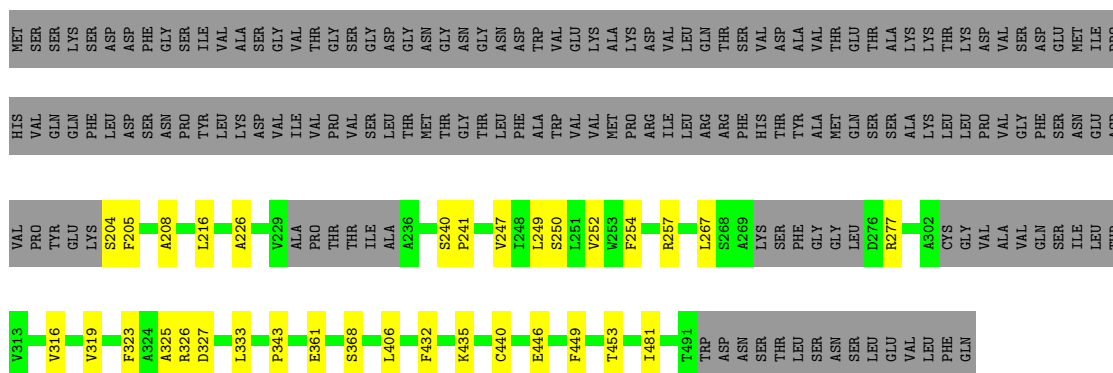 MET SER SER LYS SER ASP ASP PHE GLY SER ILE VAL ALA SER GLY VAL THR GLY SER GLY ASP GLY ASN GLY ASN GLY ASN ASP TRP VAL GLU LYS ALA LYS ASP VAL LEU GLN THR SER VAL ASP ALA VAL THR GLU THR ALA LYS LYS THR LYS ASP VAL SER ASP GLU MET ILE
HIS VAL GLN GLN PHE LEU ASP SER ASN PRO TYR LEU LYS ASP VAL ILE VAL PRO VAL SER LEU THR MET THR GLY THR LEU PHE ALA TRP VAL VAL MET PRO ARG ILE LEU ARG ARG PHE HIS THR TYR ALA MET GLN SER SER ALA LYS LEU LEU PRO VAL GLY PHE SER ASN GLU
VAL PRO TYR GLU LYS S204 F205 A208 L216 A226 V229 ALA PRO THR THR ILE ALA A236 S240 P241 V247 I248 L249 S250 L251 V252 W253 F254 R257 L267 S268 A269 LYS SER PHE GLY GLY LEU D276 R277 A302 CYS GLY VAL ALA VAL GLN SER ILE LEU
V313 V316 V319 F323 A324 A325 R326 D327 L333 P343 E361 S368 L406 F432 K435 C440 E446 F449 T453 I481 T491 TRP ASP ASN SER THR LEU SER ASN SER LEU GLU VAL LEU PHE GLN